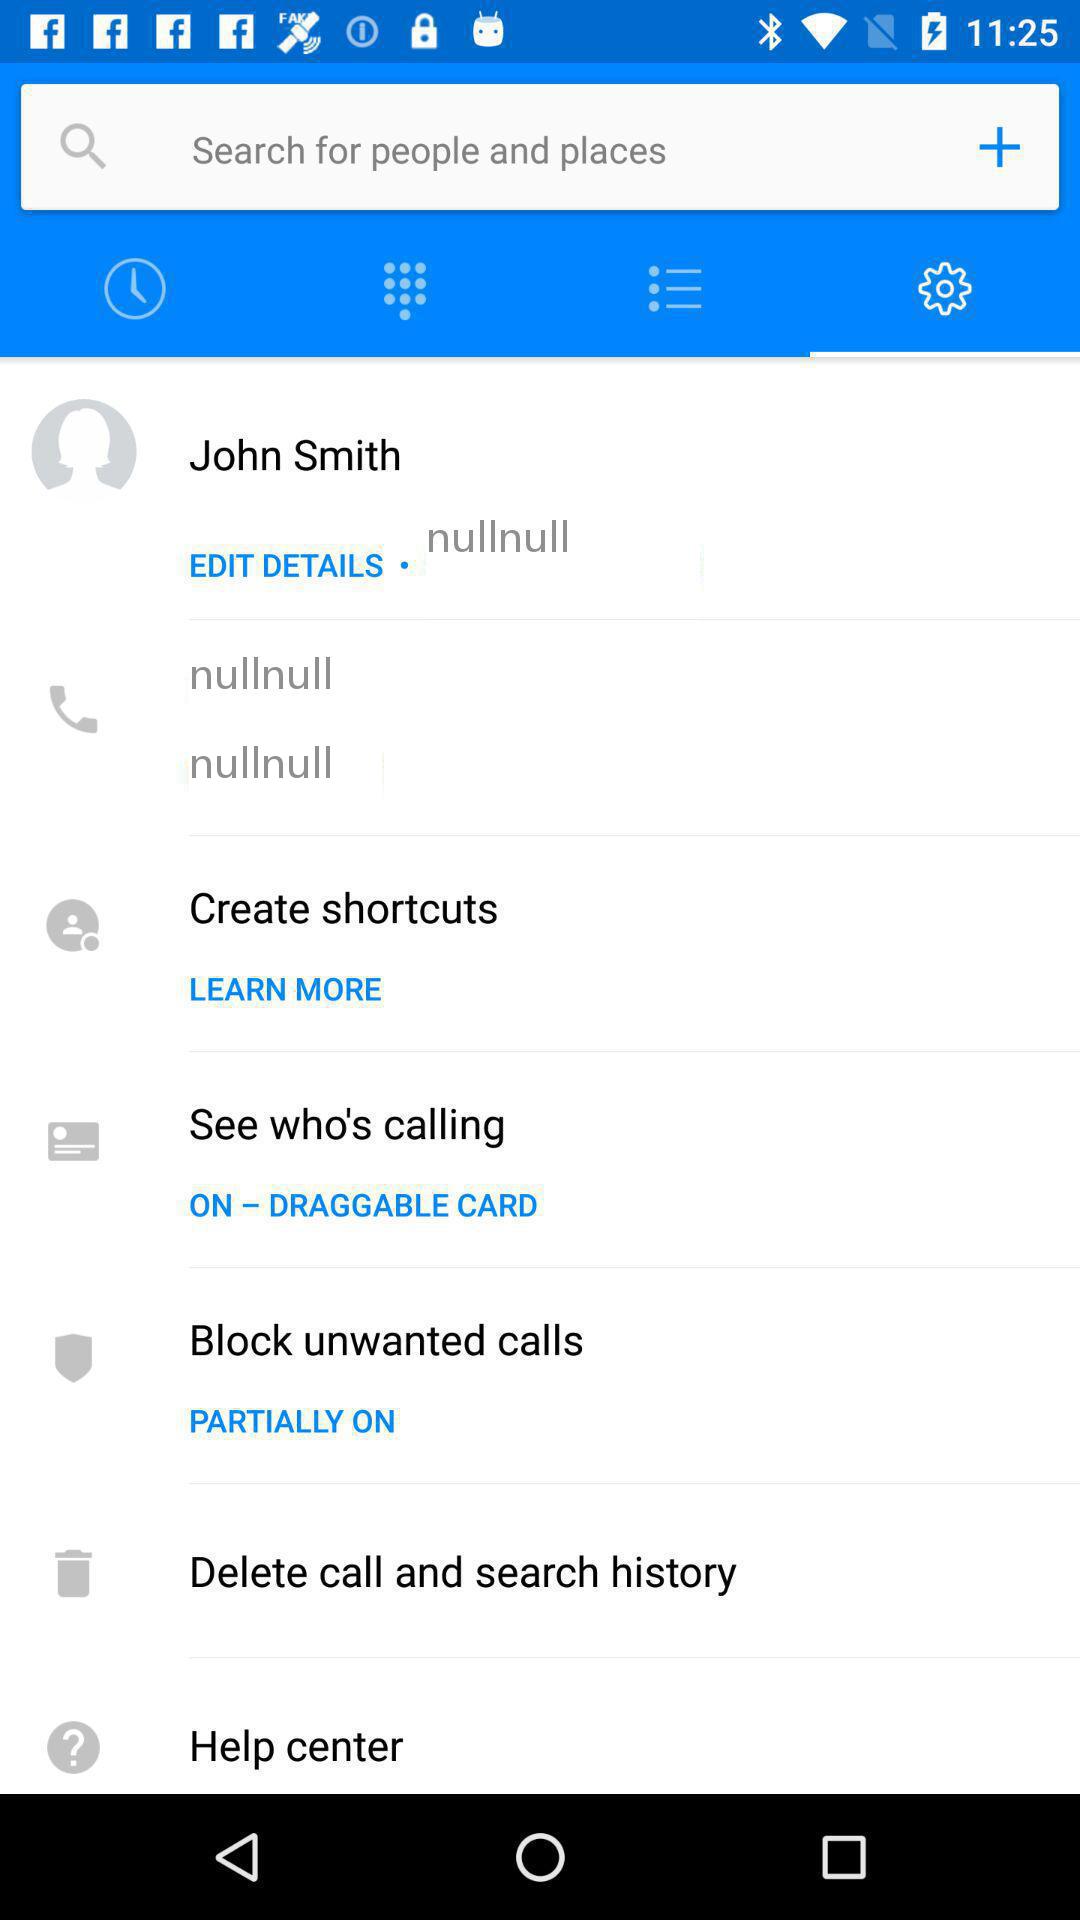 FAKE
11:25
Search for people and places
John Smith
nullnull
EDIT DETAILS •
nullnull
nullnull
Create shortcuts
LEARN MORE
See who's calling
ON – DRAGGABLE CARD
Block unwanted calls
PARTIALLY ON
Delete call and search history
Help center